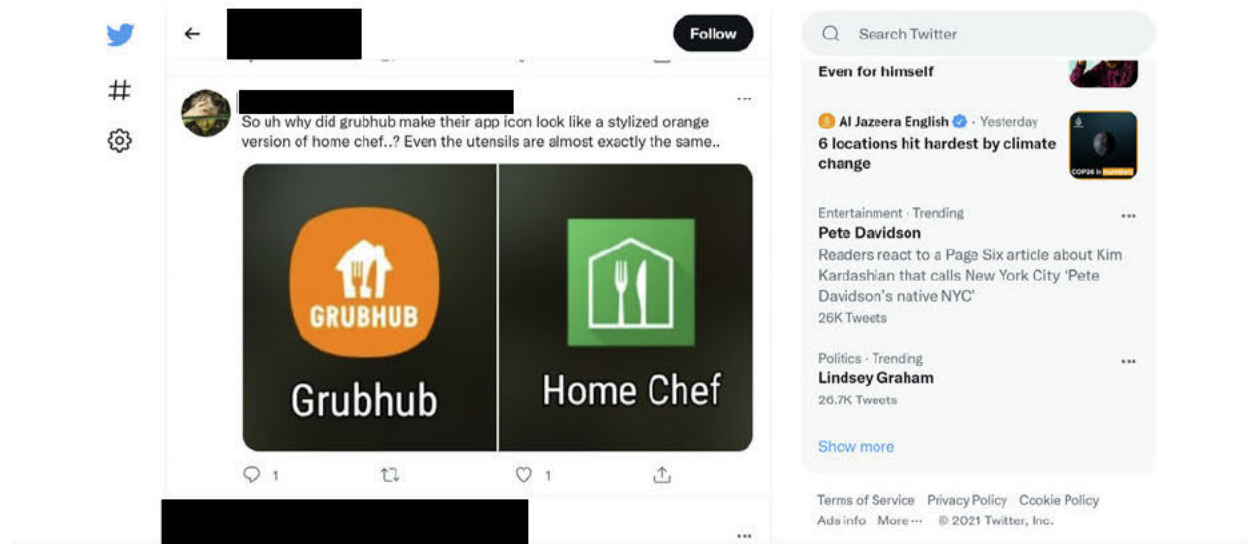 Follow
Search Twitter
So uh why did grubhub make their app icon look like a stylized orange
version of home chef..? Even the utensils are almost exactly the same..
GRUBHUB
Grubhub
Home Chef
1
1
Even for himself
Al Jazeera English · Yesterday
6 locations hit hardest by climate
change
COP26 in numbers
Entertainment · Trending
Pete Davidson
Readers react to a Page Six article about Kim
Kardashian that calls New York City ‘Pete
Davidson’s native NYC’
26K Tweets
Politics · Trending
Lindsey Graham
26.7K Tweets
Show more
Terms of Service Privacy Policy Cookie Policy
Ads info More ··· © 2021 Twitter, Inc.